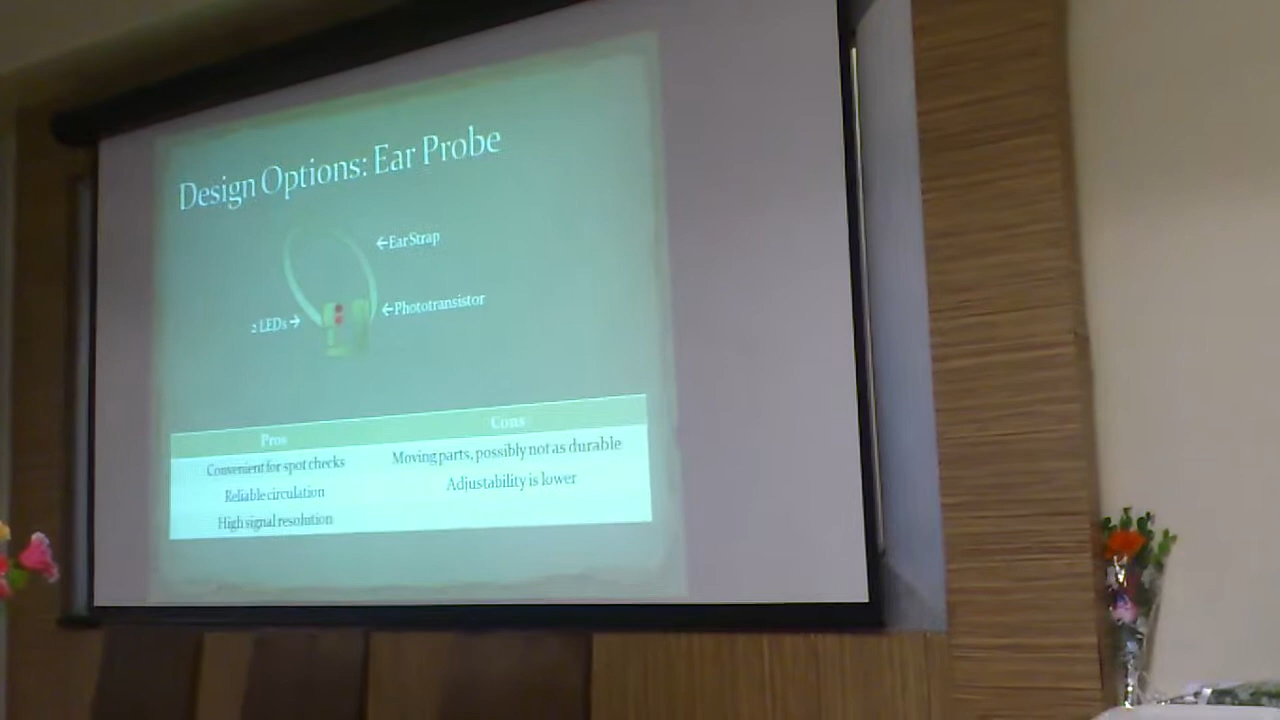 Design Options: Ear Probe
←Ear Strap
←Phototransistor
2 LEDs→
Pros Cons
Convenient for spot checks Moving parts, possibly not as durable
Reliable circulation Adjustability is lower
High signal resolution